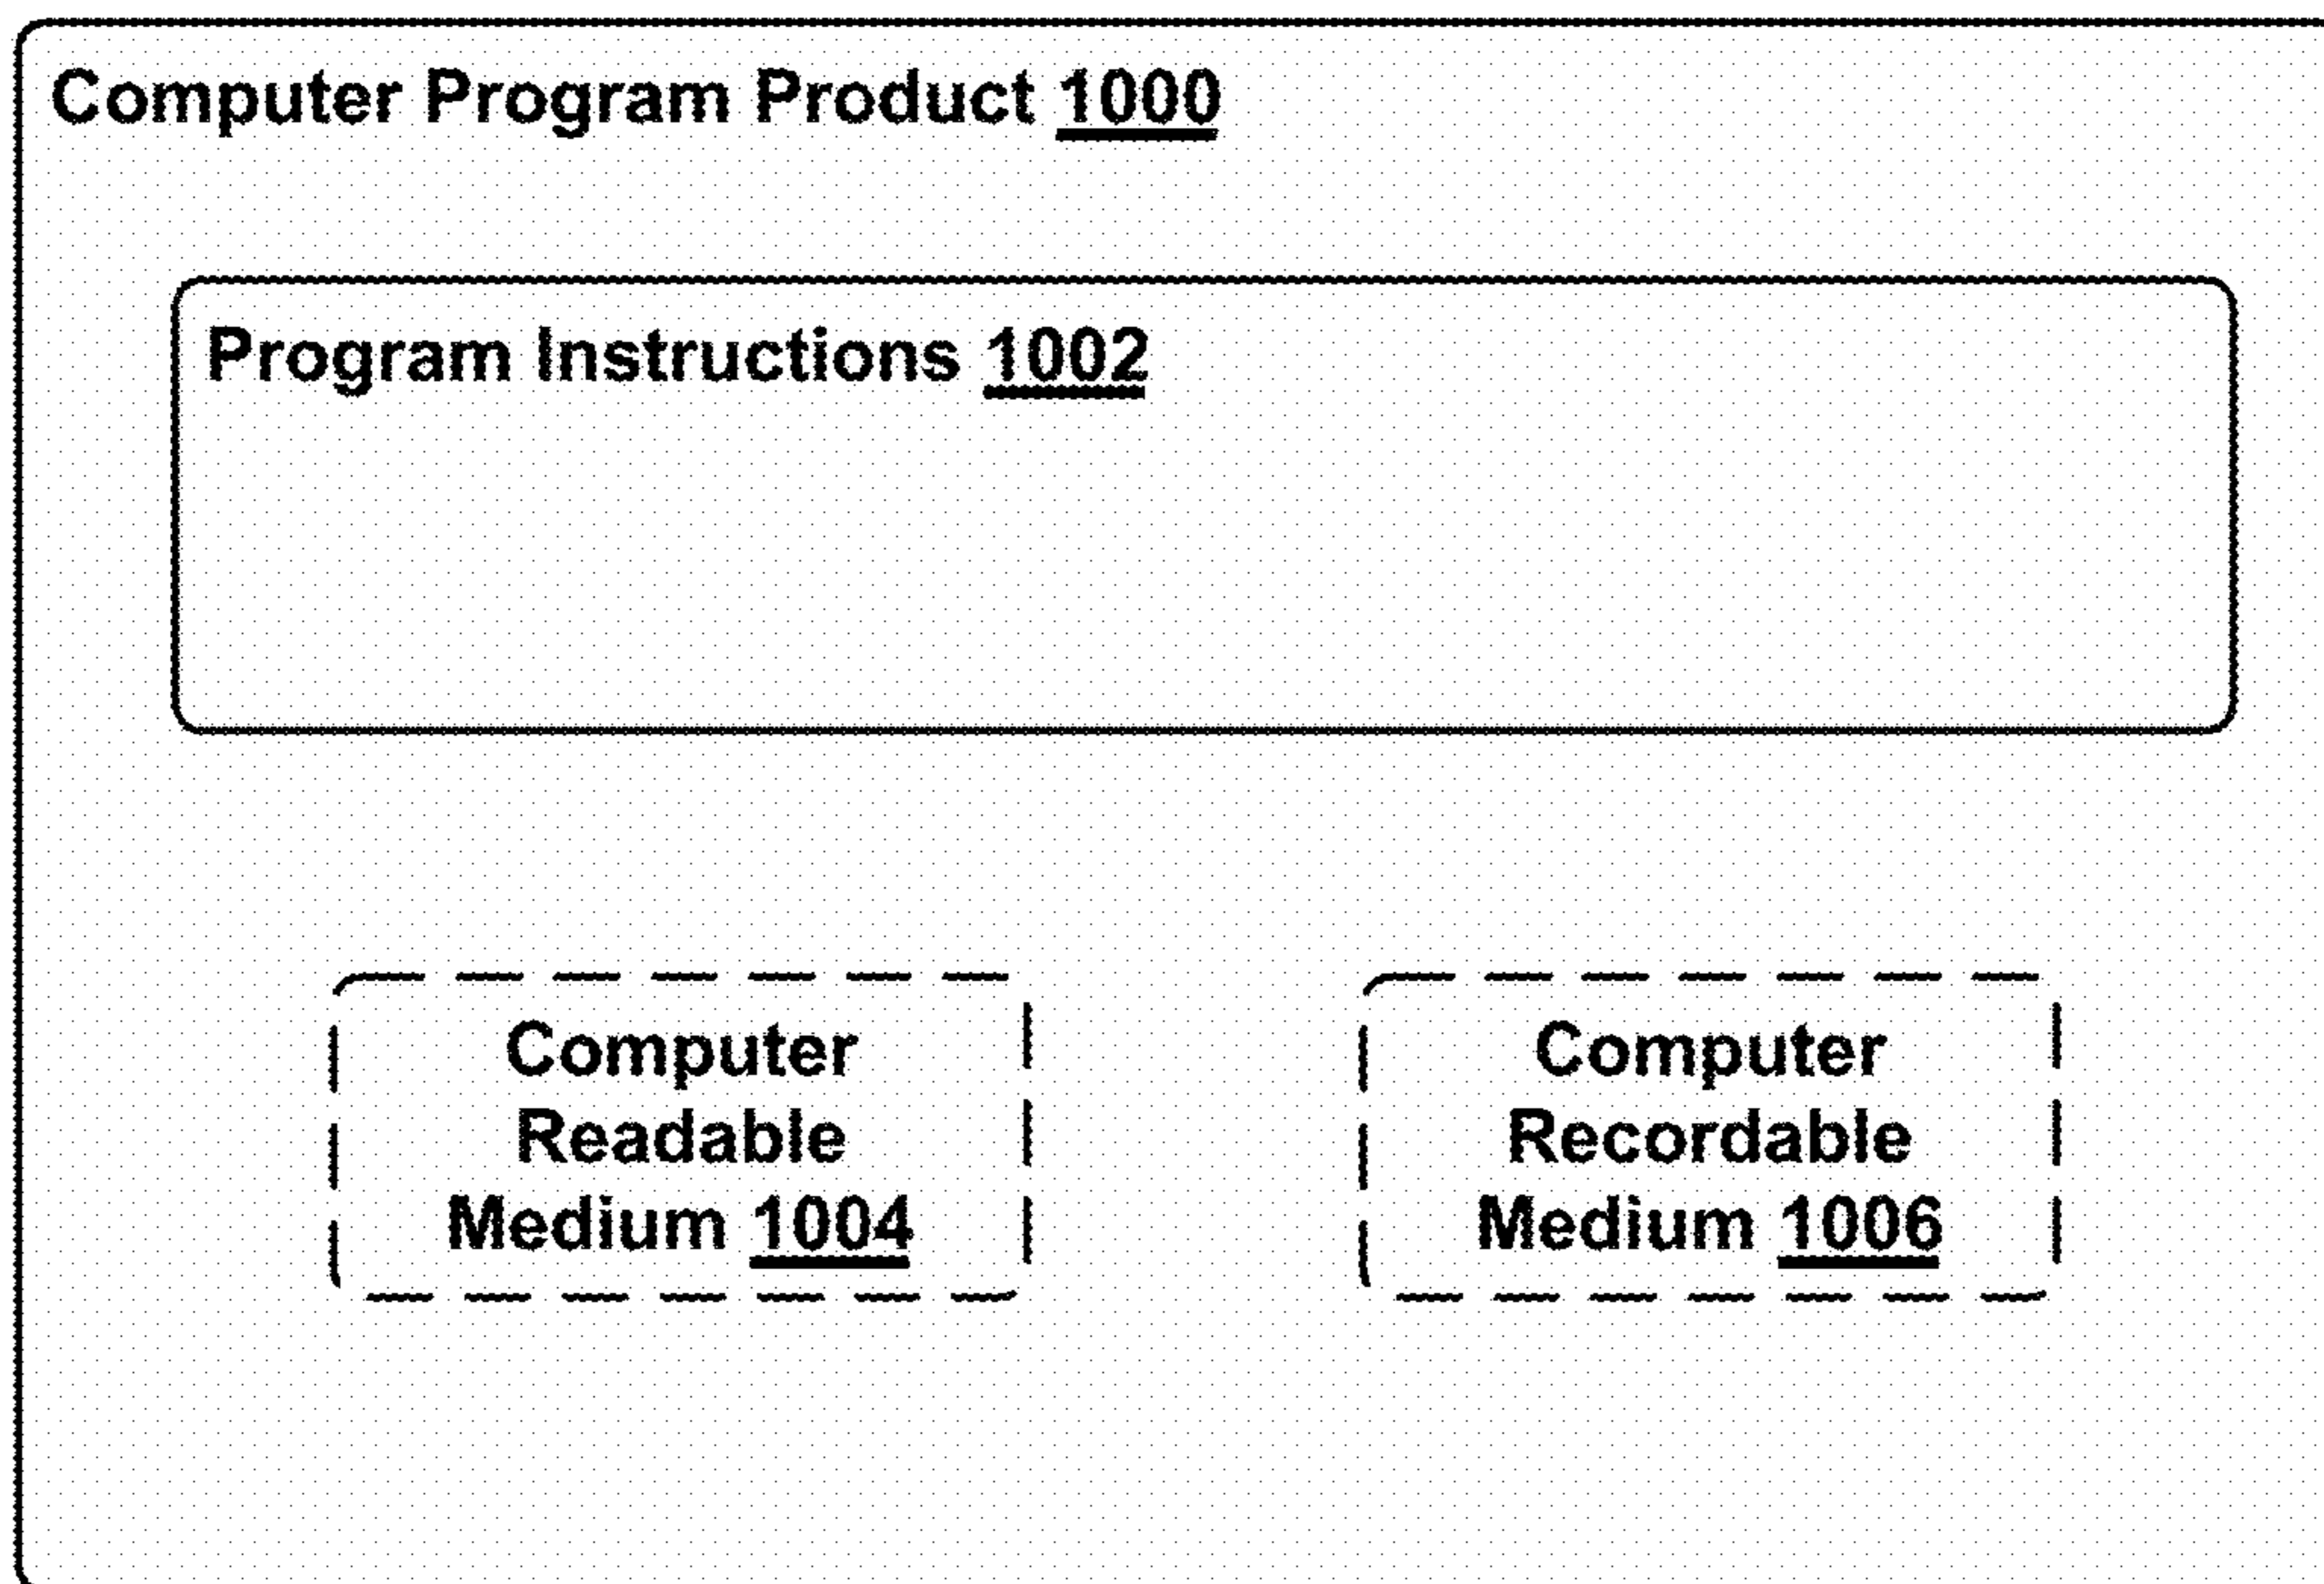 Computer Program Product 1000
Program Instructions 1002
Computer
Readable
Medium 1004
Computer
Recordable
Medium 1006